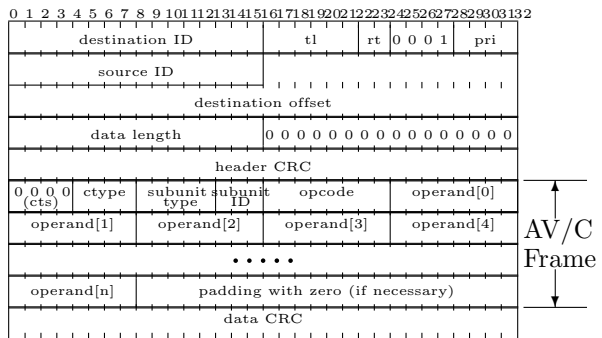 0 1 2 3 4 5 6 7 8 9 10 11 12 13 14 15 16 17 18 19 20 21 22 23 24 25 26 27 28 29 30 31 32
destination ID tl rt 0 0 0 1 pri
source ID
destination offset
data length 0 0 0 0 0 0 0 0 0 0 0 0 0 0 0 0
header CRC
0 0 0 0 (cts) ctype subunit type subunit ID opcode operand[0]
operand[1] operand[2] operand[3] operand[4]
AV/C
Frame
• • • • •
operand[n] padding with zero (if necessary)
data CRC